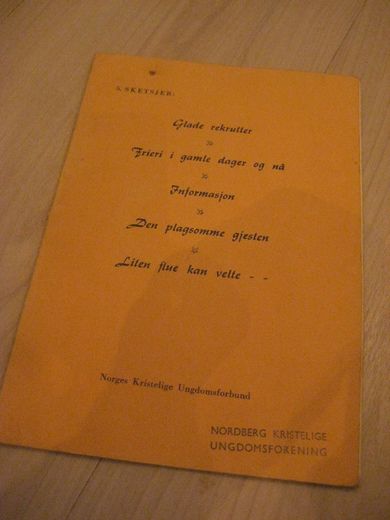 5 SKETSJER:
Glade rekrutter
Frieri i gamle dager og nå
Informasjon
Den plagsomme gjesten
Liten flue kan velte - -
Norges Kristelige Ungdomsforbund
NORDBERG KRISTELIGE
UNGDOMSFORENING